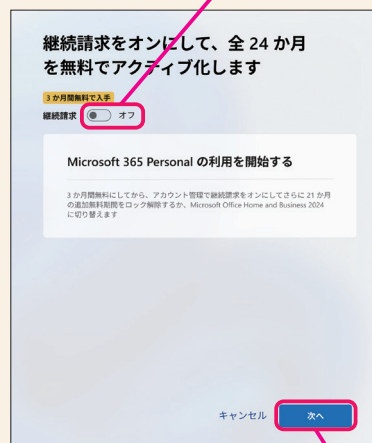 継続請求をオンにして、全 24 か月
を無料でアクティブ化します
3 か月間無料で入手
継続請求 オフ
Microsoft 365 Personal の利用を開始する
3 か月間無料にしてから、アカウント管理で継続請求をオンにしてさらに 21 か月
の追加無料期間をロック解除するか、Microsoft Office Home and Business 2024
に切り替えます
キャンセル 次へ